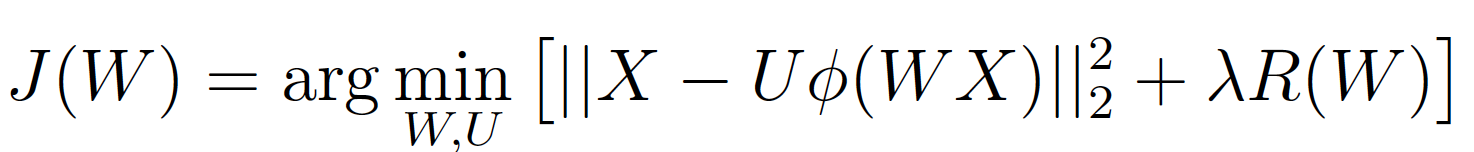 J(W) = arg min_{W,U} [||X − Uϕ(WX)||_2^2 + λR(W)]